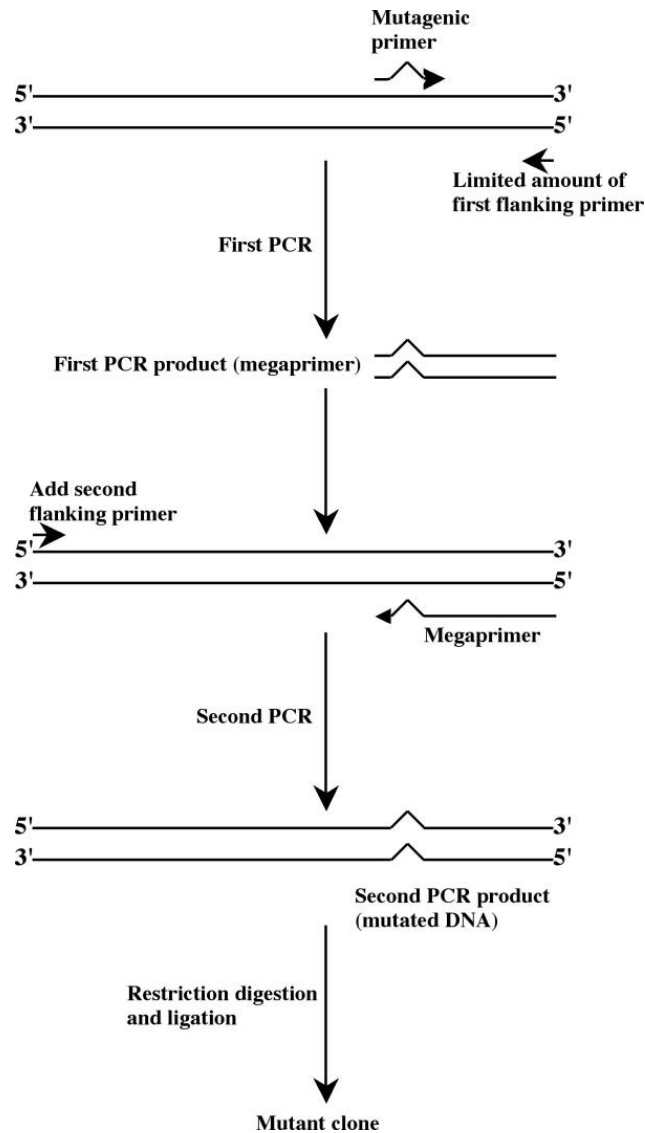 Mutagenic
primer
5' 3'
3' 5'
Limited amount of
first flanking primer
First PCR
First PCR product (megaprimer)
Add second
flanking primer
5' 3'
3' 5'
Megaprimer
Second PCR
5' 3'
3' 5'
Second PCR product
(mutated DNA)
Restriction digestion
and ligation
Mutant clone